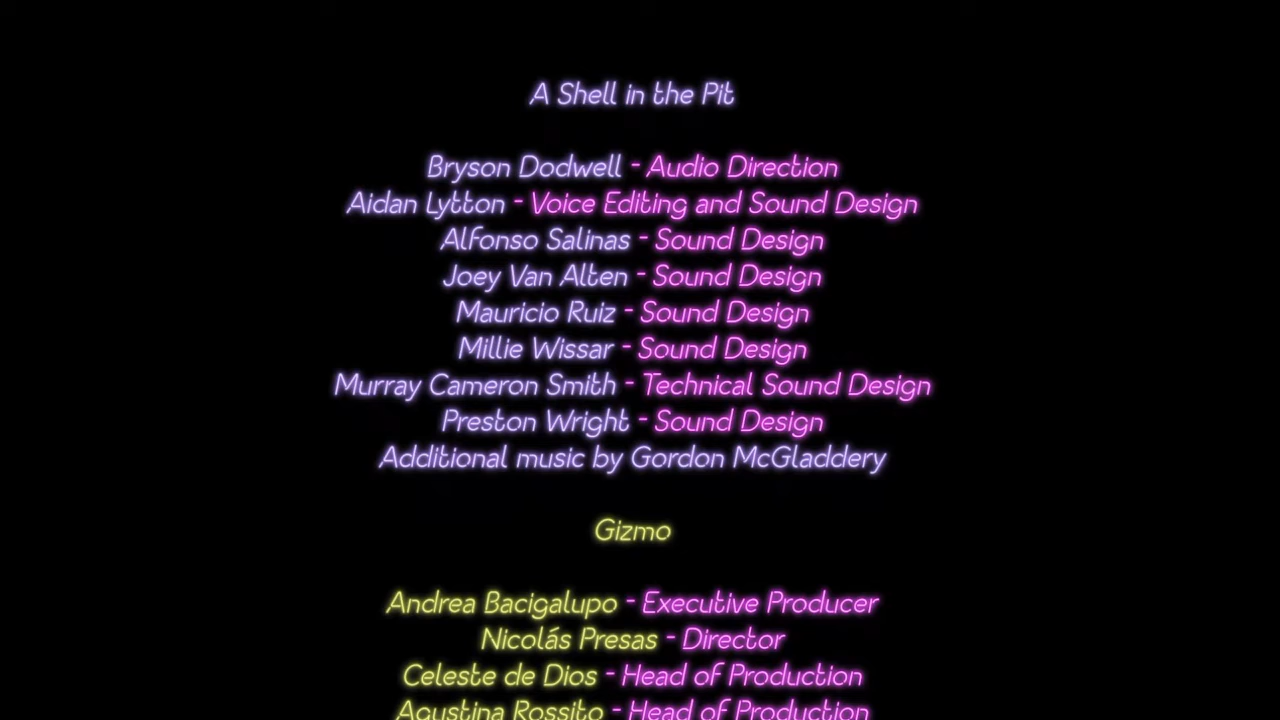 A Shell in the Pit
Bryson Dodwell - Audio Direction
Aidan Lytton - Voice Editing and Sound Design
Alfonso Salinas - Sound Design
Joey Van Alten - Sound Design
Mauricio Ruiz - Sound Design
Millie Wissar - Sound Design
Murray Cameron Smith - Technical Sound Design
Preston Wright - Sound Design
Additional music by Gordon McGladdery
Gizmo
Andrea Bacigalupo - Executive Producer
Nicolás Presas - Director
Celeste de Dios - Head of Production
Agustina Rossito - Head of Production